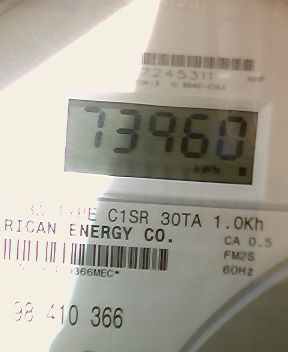 7245311
73960
kWh
TYPE C1SR 30TA 1.0Kh
RICAN ENERGY CO.
CA 0.5
FM2S
366MEC*
60Hz
98 410 366